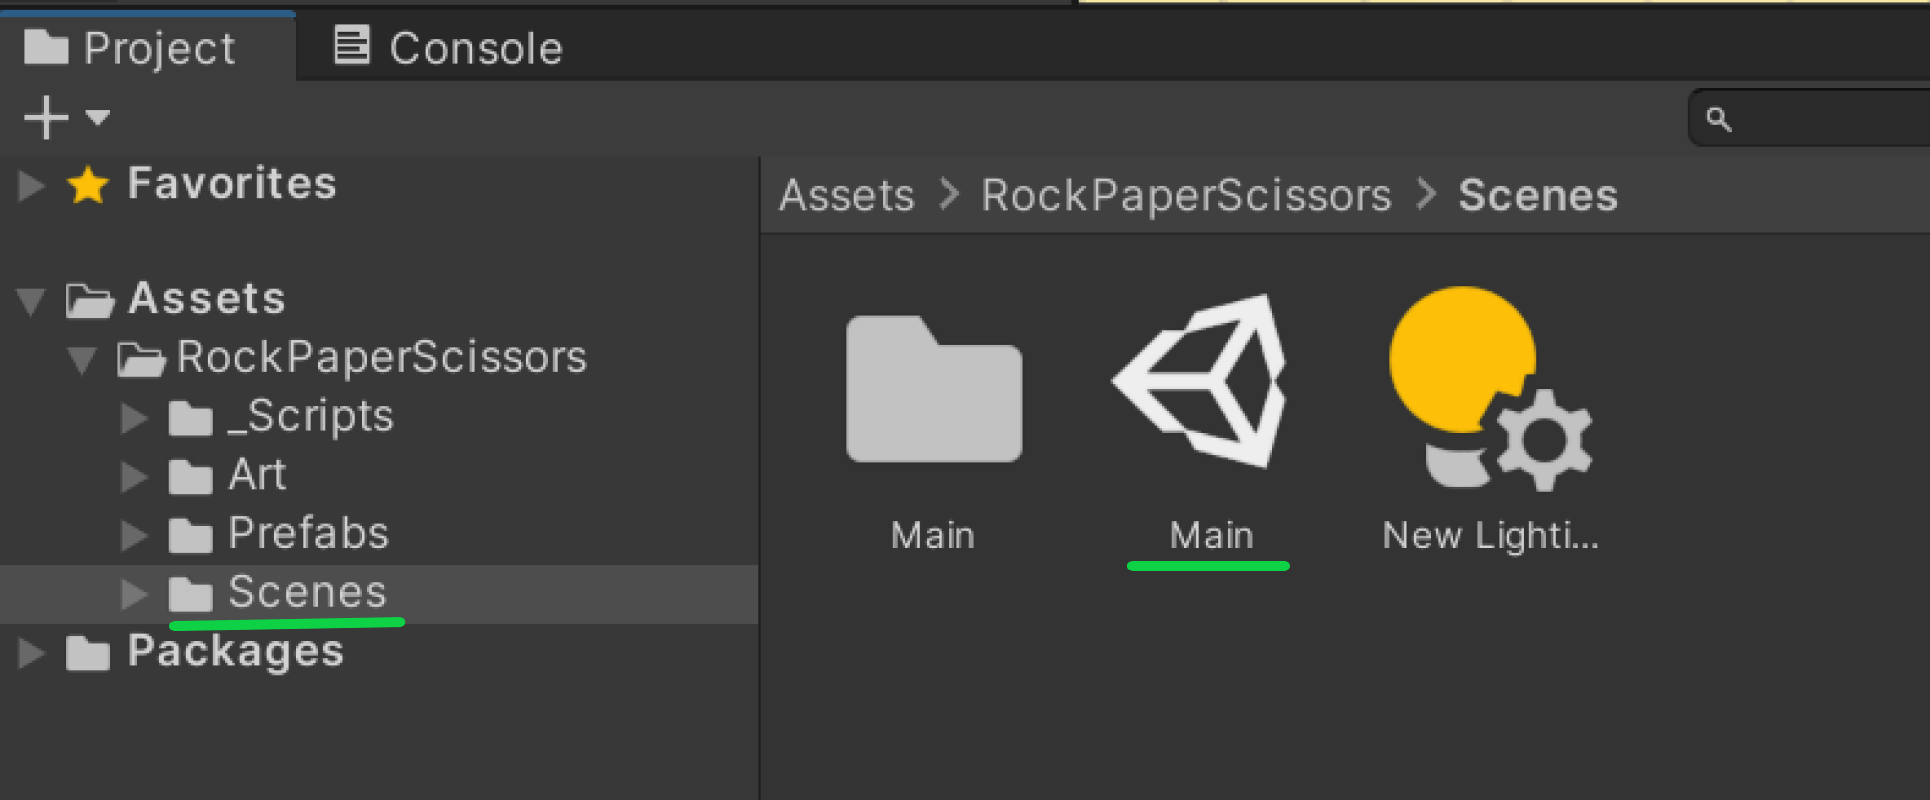 Project
Console
Favorites
Assets
RockPaperScissors
_Scripts
Art
Prefabs
Scenes
Packages
Assets > RockPaperScissors > Scenes
Main
Main
New Lighti...